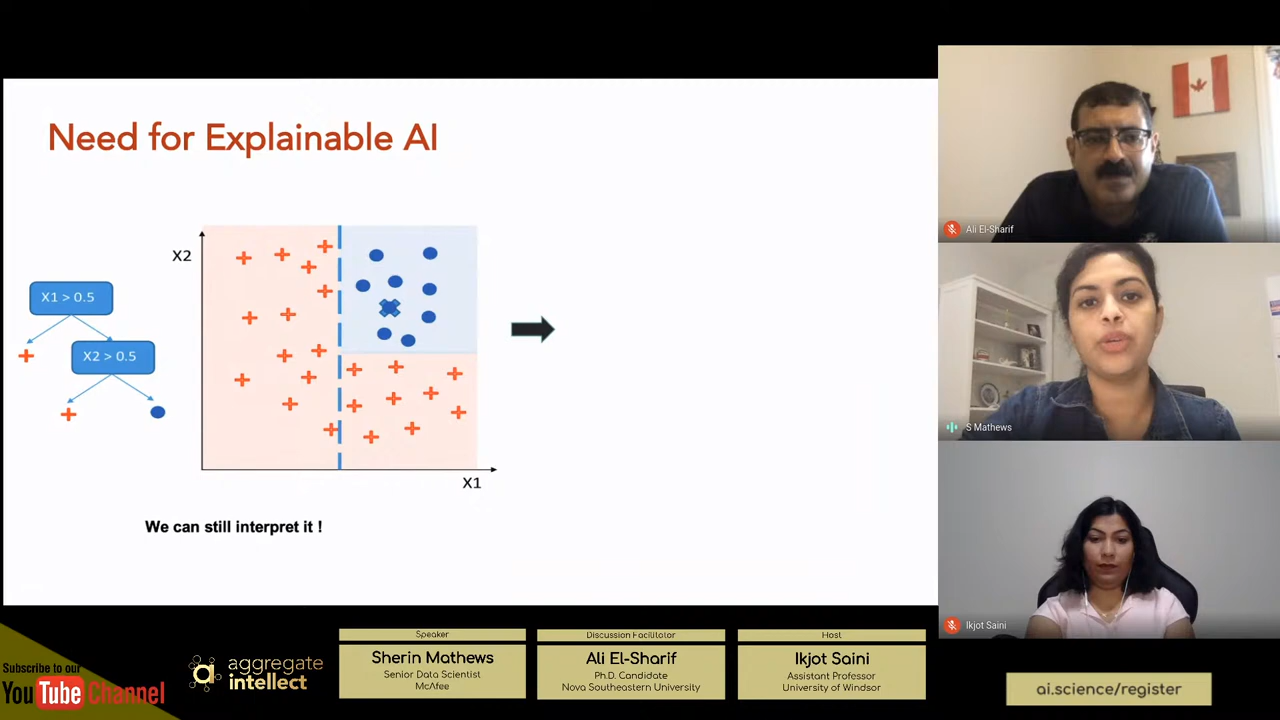 Need for Explainable AI
X2
X1 > 0.5
X2 > 0.5
X1
We can still interpret it !
Ali El-Sharif
S Mathews
Ikjot Saini
Subscribe to our
YouTube Channel
a
aggregate
intellect
Speaker
Sherin Mathews
Senior Data Scientist
McAfee
Discussion Facilitator
Ali El-Sharif
Ph.D. Candidate
Nova Southeastern University
Host
Ikjot Saini
Assistant Professor
University of Windsor
ai.science/register